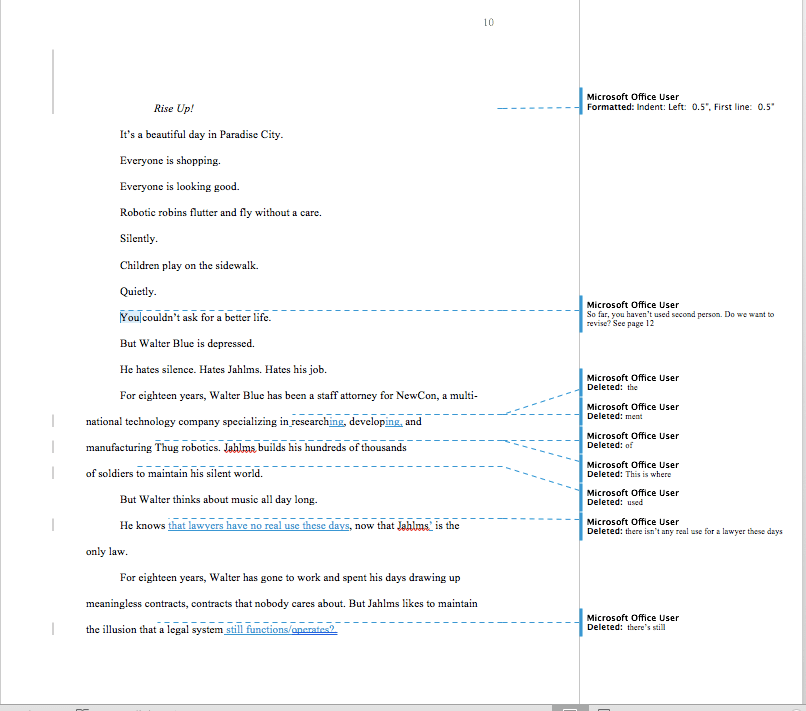 10
Rise Up!
It's a beautiful day in Paradise City.
Everyone is shopping.
Everyone is looking good.
Robotic robins flutter and fly without a care.
Silently.
Children play on the sidewalk.
Quietly.
You couldn't ask for a better life.
But Walter Blue is depressed.
He hates silence. Hates Jahlms. Hates his job.
For eighteen years, Walter Blue has been a staff attorney for NewCon, a multi-
national technology company specializing in researching, developing, and
manufacturing Thug robotics. Jahlms builds his hundreds of thousands
of soldiers to maintain his silent world.
But Walter thinks about music all day long.
He knows that lawyers have no real use these days, now that Jahlms' is the
only law.
For eighteen years, Walter has gone to work and spent his days drawing up
meaningless contracts, contracts that nobody cares about. But Jahlms likes to maintain
the illusion that a legal system still functions/operates?
Microsoft Office User
Formatted: Indent: Left: 0.5", First line: 0.5"
Microsoft Office User
So far, you haven't used second person. Do we want to
revise? See page 12
Microsoft Office User
Deleted: the
Microsoft Office User
Deleted: ment
Microsoft Office User
Deleted: of
Microsoft Office User
Deleted: This is where
Microsoft Office User
Deleted: used
Microsoft Office User
Deleted: there isn't any real use for a lawyer these days
Microsoft Office User
Deleted: there's still